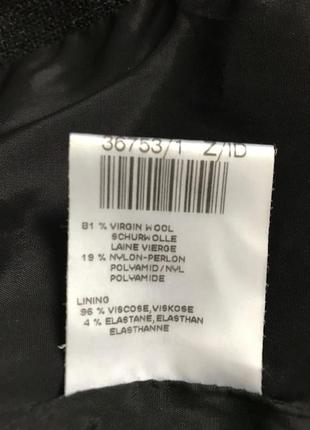 36753/1 Z/1D
81 % VIRGIN WOOL
SCHURWOLLE
LAINE VIERGE
19 % NYLON-PERLON
POLYAMID/NYL
POLYAMIDE
LINING
96 % VISCOSE,VISKOSE
4 % ELASTANE,ELASTHAN
ELASTHANNE